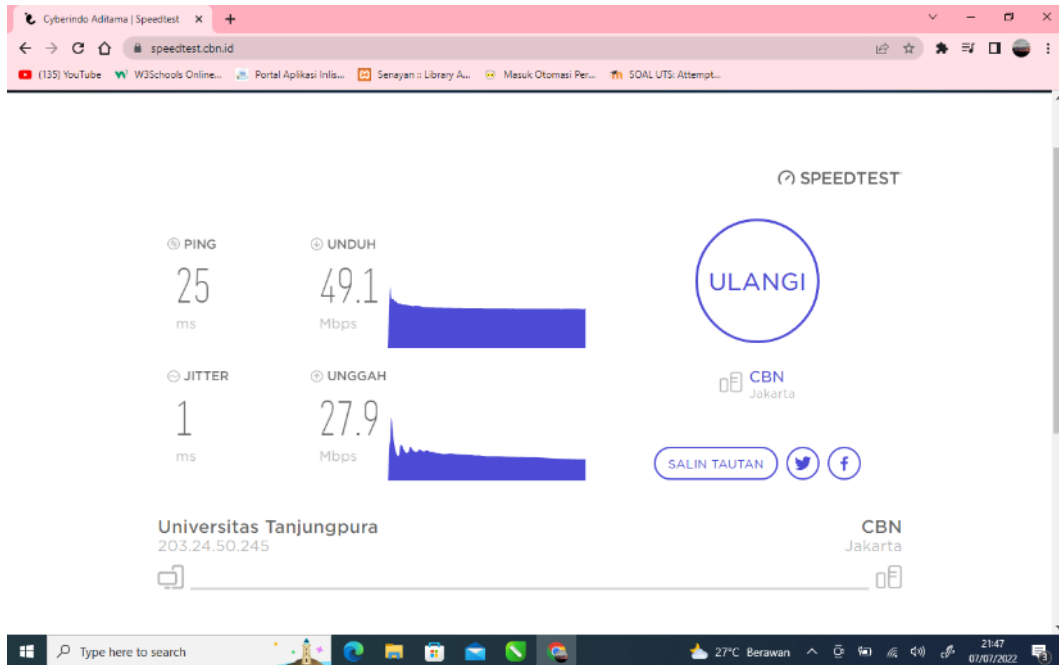 Cyberindo Aditama | Speedtest
speedtest.cbn.id
(135) YouTube W3Schools Online... Portal Aplikasi Inlis... Senayan :: Library A... Masuk Otomasi Per... SOAL UTS: Attempt...
SPEEDTEST
PING
25
ms
UNDUH
49.1
Mbps
ULANGI
JITTER
1
ms
UNGGAH
27.9
Mbps
CBN
Jakarta
SALIN TAUTAN
Universitas Tanjungpura
203.24.50.245
CBN
Jakarta
Type here to search
27°C Berawan
21:47
07/07/2022
3